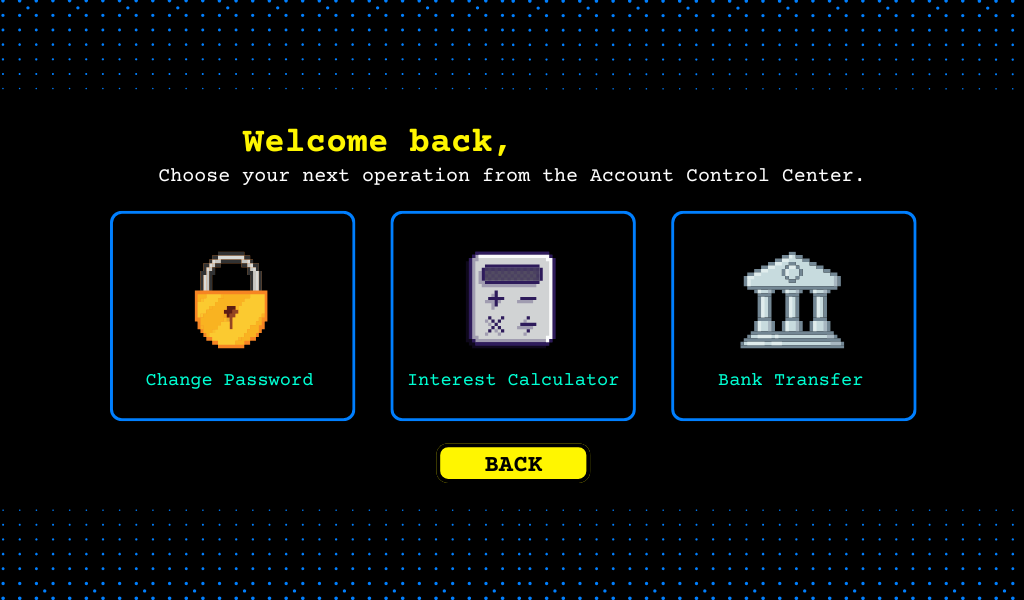 Welcome back,
Choose your next operation from the Account Control Center.
Change Password
Interest Calculator
Bank Transfer
BACK